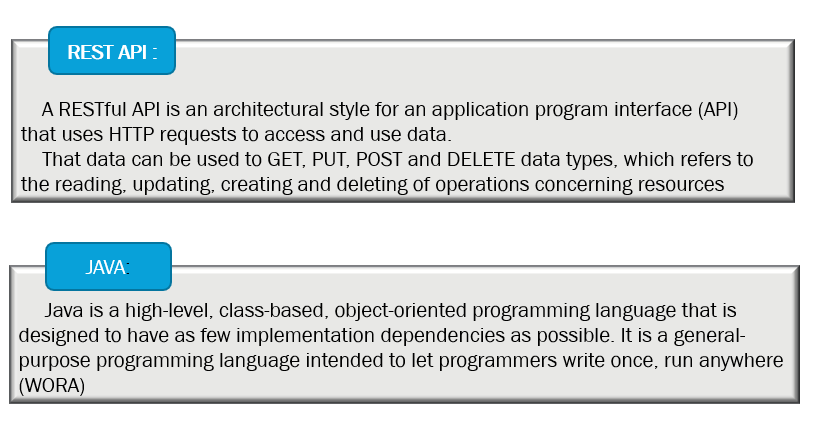 REST API :
A RESTful API is an architectural style for an application program interface (API)
that uses HTTP requests to access and use data.
That data can be used to GET, PUT, POST and DELETE data types, which refers to
the reading, updating, creating and deleting of operations concerning resources
JAVA:
Java is a high-level, class-based, object-oriented programming language that is
designed to have as few implementation dependencies as possible. It is a general-
purpose programming language intended to let programmers write once, run anywhere
(WORA)